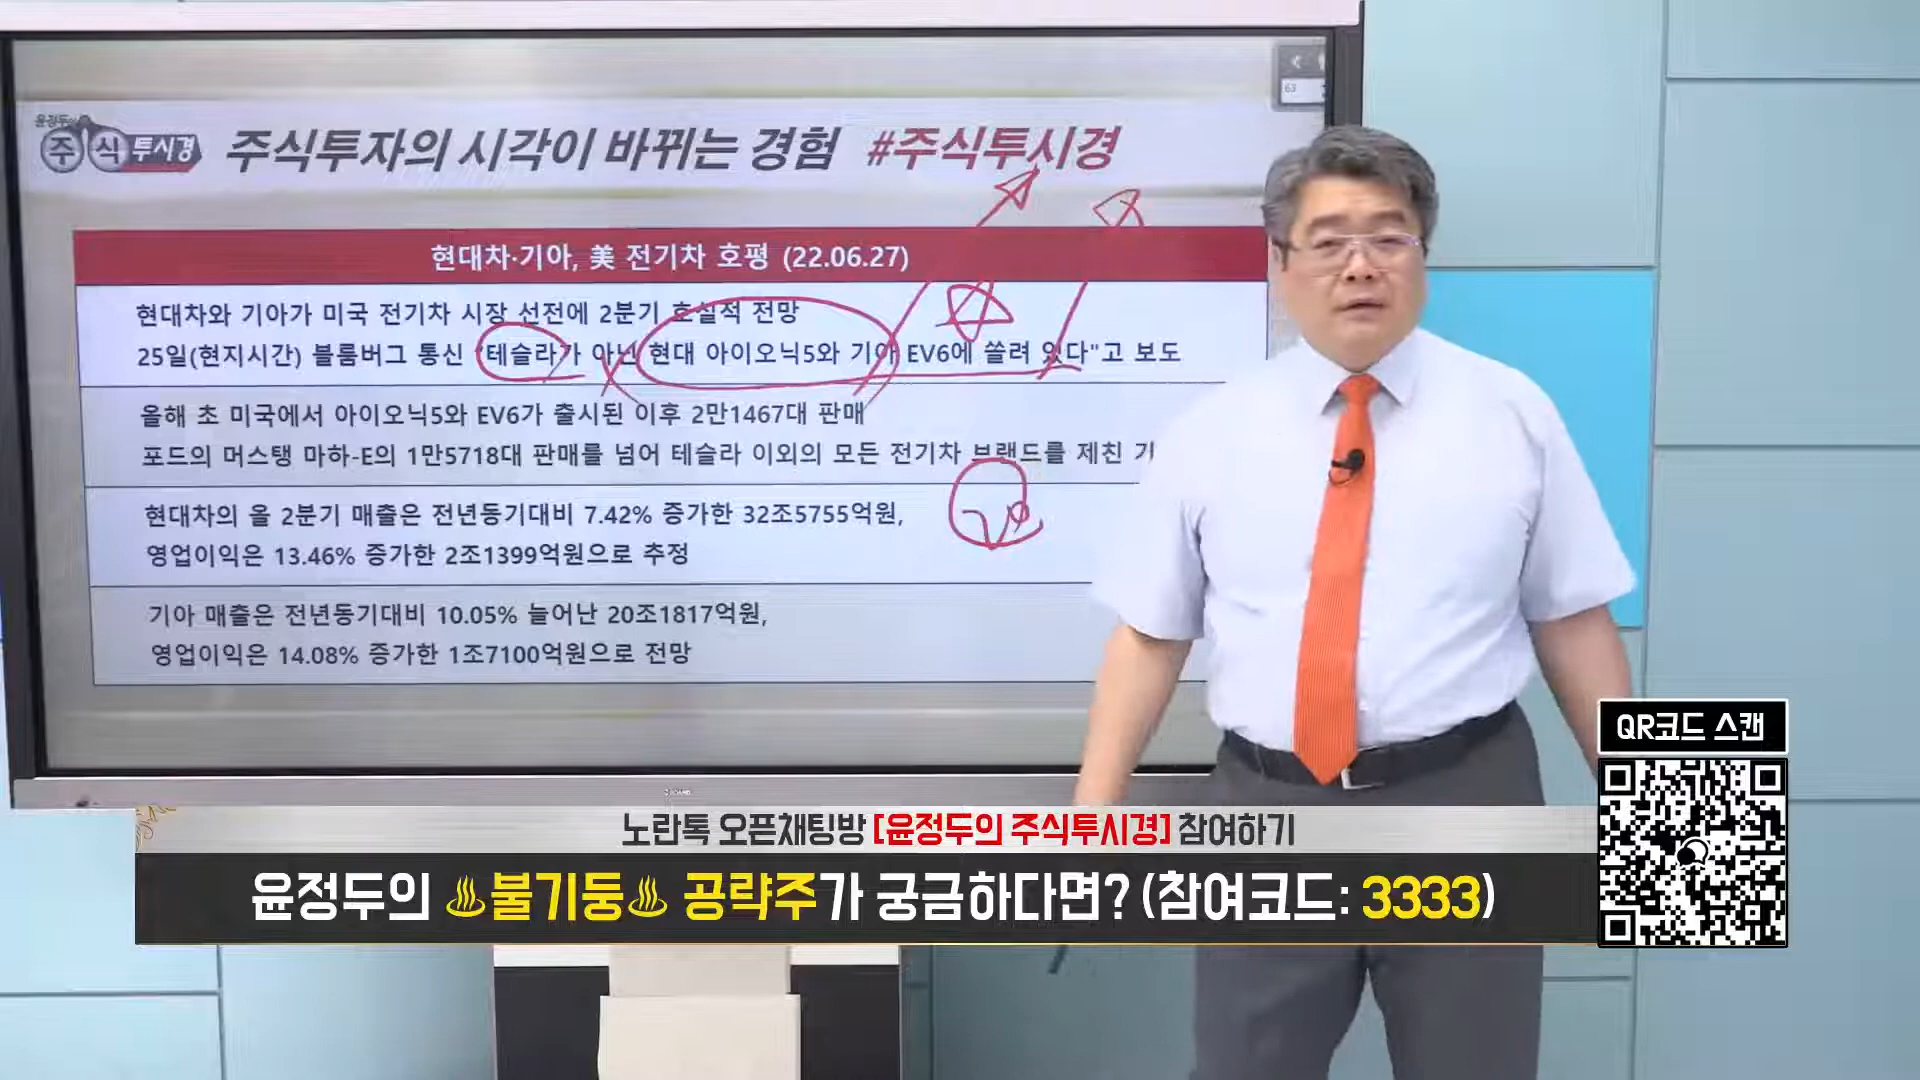 윤정두의
주식투시경 주식투자의 시각이 바뀌는 경험 #주식투시경
63
현대차·기아, 美 전기차 호평 (22.06.27)
현대차와 기아가 미국 전기차 시장 선전에 2분기 호실적 전망
25일(현지시간) 블룸버그 통신 "테슬라가 아닌 현대 아이오닉5와 기아 EV6에 쏠려 있다"고 보도
올해 초 미국에서 아이오닉5와 EV6가 출시된 이후 2만1467대 판매
포드의 머스탱 마하-E의 1만5718대 판매를 넘어 테슬라 이외의 모든 전기차 브랜드를 제친
현대차의 올 2분기 매출은 전년동기대비 7.42% 증가한 32조5755억원,
영업이익은 13.46% 증가한 2조1399억원으로 추정
기아 매출은 전년동기대비 10.05% 늘어난 20조1817억원,
영업이익은 14.08% 증가한 1조7100억원으로 전망
QR코드 스캔
노란톡 오픈채팅방 [윤정두의 주식투시경] 참여하기
윤정두의 ♨불기둥♨ 공략주가 궁금하다면? (참여코드: 3333)